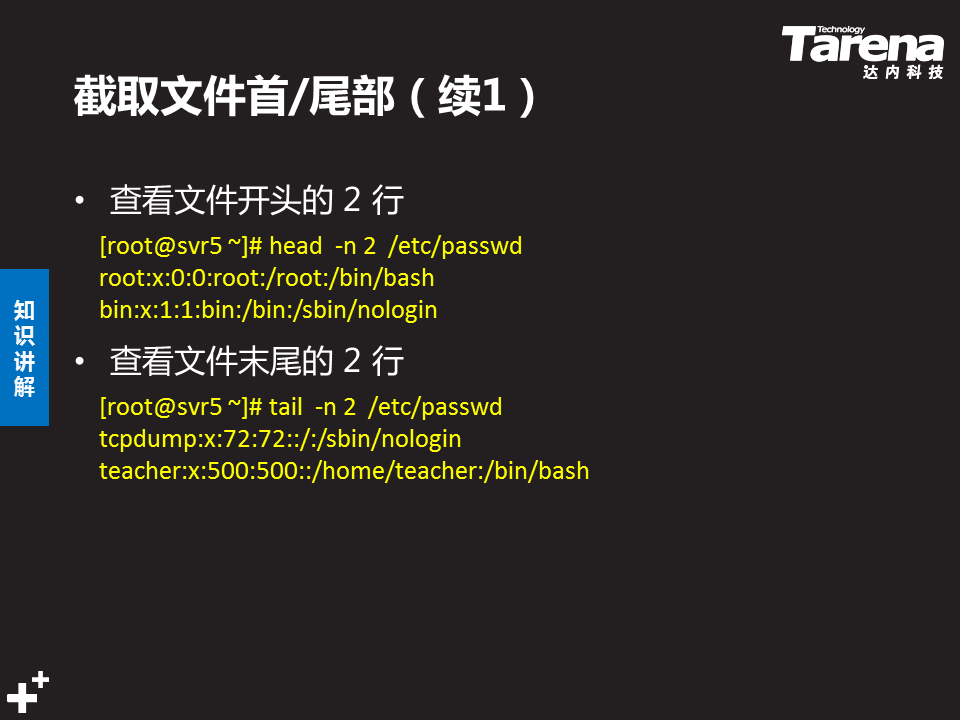 Technology
Tarena
达内科技
截取文件首/尾部（续1）
• 查看文件开头的 2 行
[root@svr5 ~]# head  -n 2  /etc/passwd
root:x:0:0:root:/root:/bin/bash
bin:x:1:1:bin:/bin:/sbin/nologin
• 查看文件末尾的 2 行
[root@svr5 ~]# tail  -n 2  /etc/passwd
tcpdump:x:72:72::/:/sbin/nologin
teacher:x:500:500::/home/teacher:/bin/bash
知识讲解